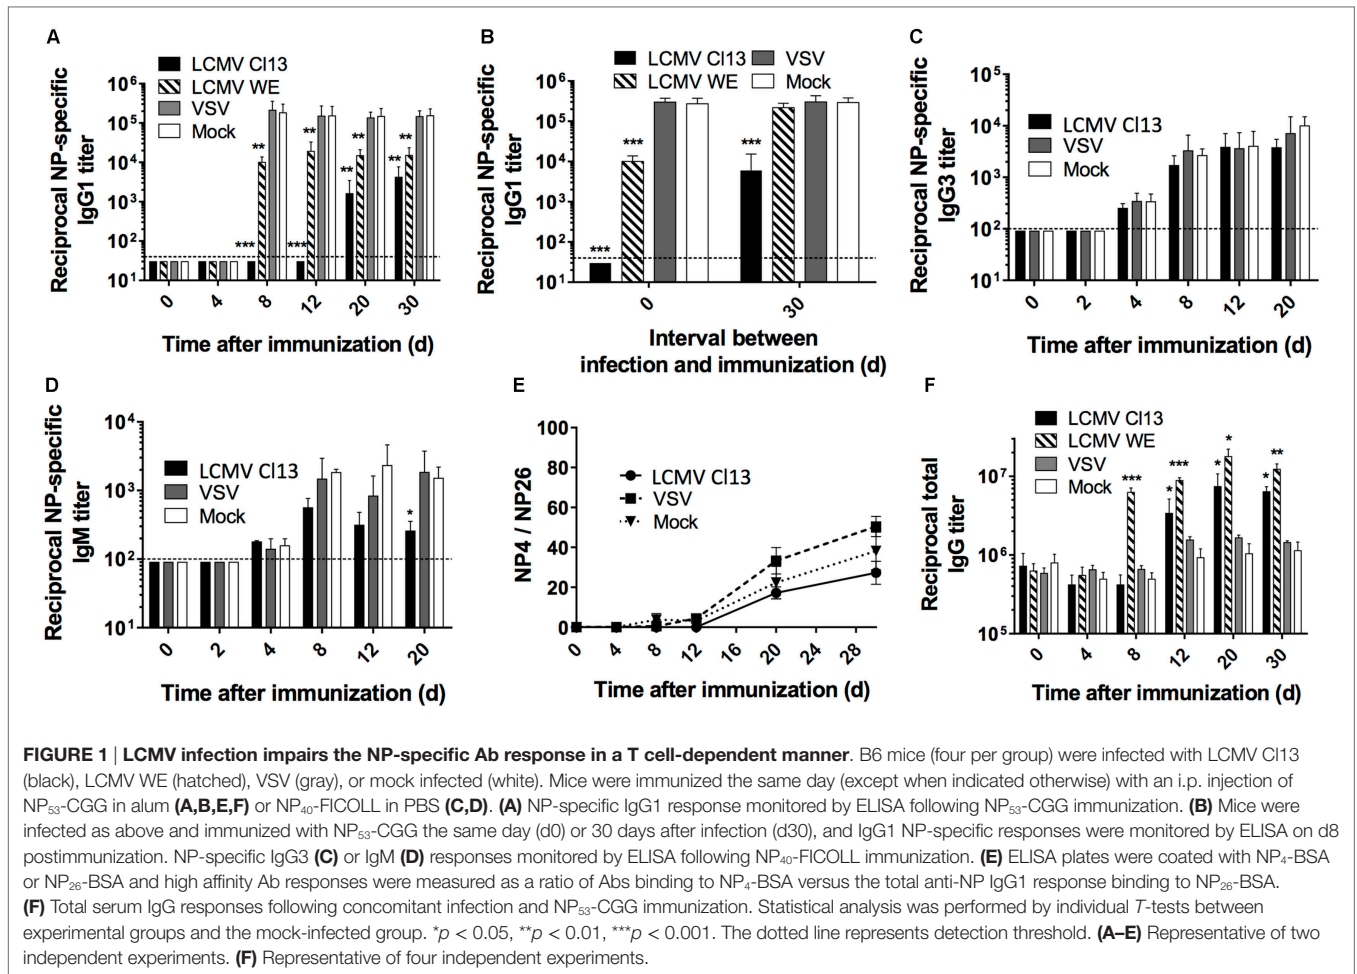 A
LCMV Cl13
LCMV WE
VSV
Mock
Reciprocal NP-specific
IgG1 titer
10⁶
10⁵
10⁴
10³
10²
10¹
*** ** *** ** ** ** ** **
0 4 8 12 20 30
Time after immunization (d)
B
LCMV Cl13 VSV
LCMV WE Mock
Reciprocal NP-specific
IgG1 titer
10⁶
10⁵
10⁴
10³
10²
10¹
*** *** ***
0 30
Interval between
infection and immunization (d)
C
LCMV Cl13
VSV
Mock
Reciprocal NP-specific
IgG3 titer
10⁵
10⁴
10³
10²
10¹
0 2 4 8 12 20
Time after immunization (d)
D
LCMV Cl13
VSV
Mock
Reciprocal NP-specific
IgM titer
10⁴
10³
10²
10¹
*
0 2 4 8 12 20
Time after immunization (d)
E
LCMV Cl13
VSV
Mock
NP4 / NP26
100
80
60
40
20
0
0 4 8 12 16 20 24 28
Time after immunization (d)
F
LCMV Cl13
LCMV WE
VSV
Mock
Reciprocal total
IgG titer
10⁷
10⁶
10⁵
*** * *** * * * **
0 4 8 12 20 30
Time after immunization (d)
FIGURE 1 | LCMV infection impairs the NP-specific Ab response in a T cell-dependent manner. B6 mice (four per group) were infected with LCMV Cl13
(black), LCMV WE (hatched), VSV (gray), or mock infected (white). Mice were immunized the same day (except when indicated otherwise) with an i.p. injection of
NP₅₃-CGG in alum (A,B,E,F) or NP₄₀-FICOLL in PBS (C,D). (A) NP-specific IgG1 response monitored by ELISA following NP₅₃-CGG immunization. (B) Mice were
infected as above and immunized with NP₅₃-CGG the same day (d0) or 30 days after infection (d30), and IgG1 NP-specific responses were monitored by ELISA on d8
postimmunization. NP-specific IgG3 (C) or IgM (D) responses monitored by ELISA following NP₄₀-FICOLL immunization. (E) ELISA plates were coated with NP₄-BSA
or NP₂₆-BSA and high affinity Ab responses were measured as a ratio of Abs binding to NP₄-BSA versus the total anti-NP IgG1 response binding to NP₂₆-BSA.
(F) Total serum IgG responses following concomitant infection and NP₅₃-CGG immunization. Statistical analysis was performed by individual T-tests between
experimental groups and the mock-infected group. *p < 0.05, **p < 0.01, ***p < 0.001. The dotted line represents detection threshold. (A–E) Representative of two
independent experiments. (F) Representative of four independent experiments.